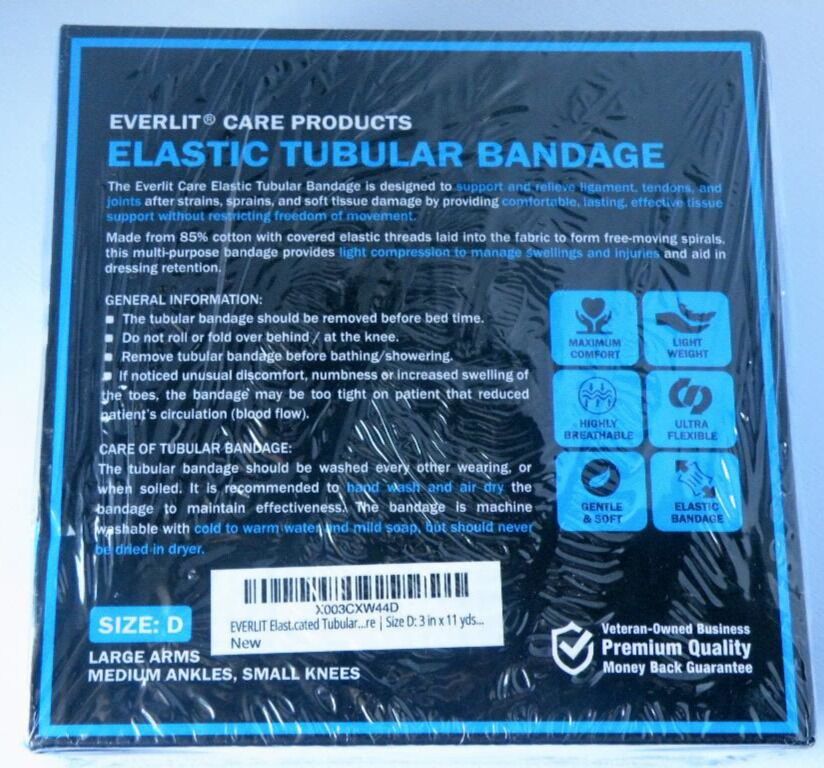 EVERLIT® CARE PRODUCTS
ELASTIC TUBULAR BANDAGE
The Everlit Care Elastic Tubular Bandage is designed to support and relieve ligament, tendons, and
joints after strains, sprains, and soft tissue damage by providing comfortable, lasting, effective tissue
support without restricting freedom of movement.
Made from 85% cotton with covered elastic threads laid into the fabric to form free-moving spirals,
this multi-purpose bandage provides light compression to manage swellings and injuries and aid in
dressing retention.
GENERAL INFORMATION:
■ The tubular bandage should be removed before bed time.
■ Do not roll or fold over behind / at the knee.
■ Remove tubular bandage before bathing/showering.
■ If noticed unusual discomfort, numbness or increased swelling of
the toes, the bandage may be too tight on patient that reduced
patient's circulation (blood flow).
CARE OF TUBULAR BANDAGE:
The tubular bandage should be washed every other wearing, or
when soiled. It is recommended to hand wash and air dry the
bandage to maintain effectiveness. The bandage is machine
washable with cold to warm water and mild soap, but should never
be dried in dryer.
MAXIMUM
COMFORT
LIGHT
WEIGHT
HIGHLY
BREATHABLE
ULTRA
FLEXIBLE
GENTLE
& SOFT
ELASTIC
BANDAGE
X003CXW44D
EVERLIT Elast.cated Tubular...re | Size D: 3 in x 11 yds...
New
SIZE: D
LARGE ARMS
MEDIUM ANKLES, SMALL KNEES
Veteran-Owned Business
Premium Quality
Money Back Guarantee